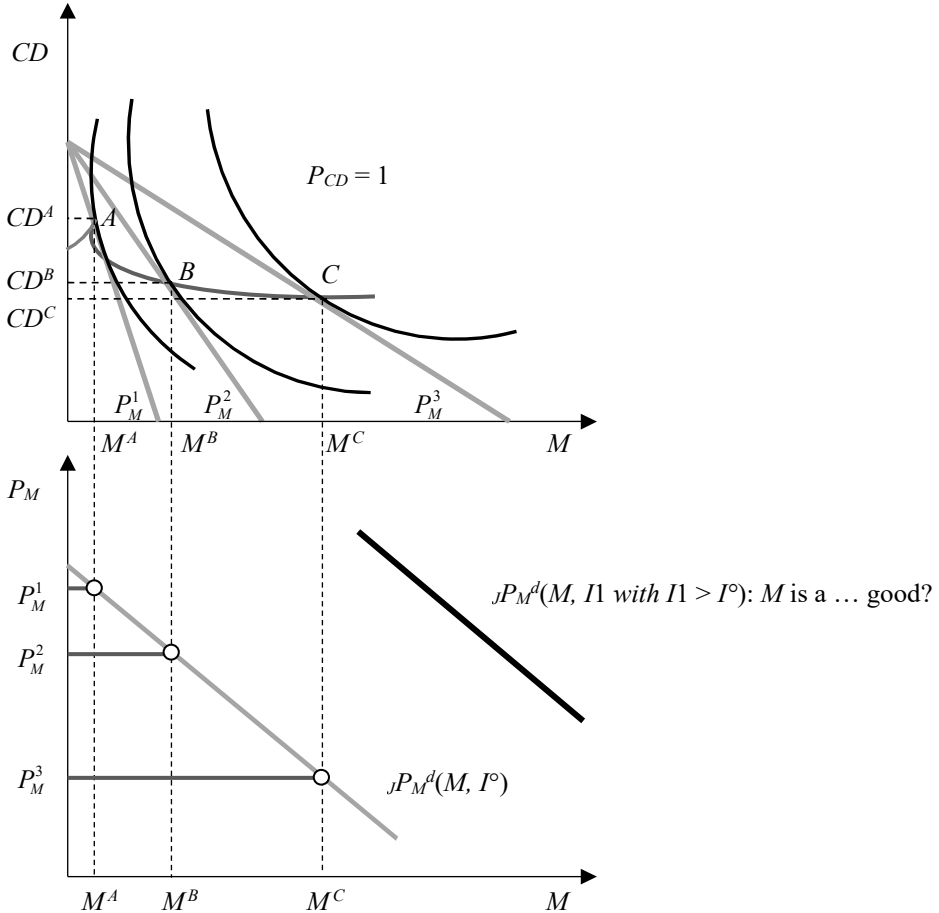 CD
P_CD = 1
CD^A
A
CD^B
B
C
CD^C
P_M^1
P_M^2
P_M^3
M^A
M^B
M^C
M
P_M
P_M^1
_JP_M^d(M, I1 with I1 > I°): M is a … good?
P_M^2
P_M^3
_JP_M^d(M, I°)
M^A
M^B
M^C
M